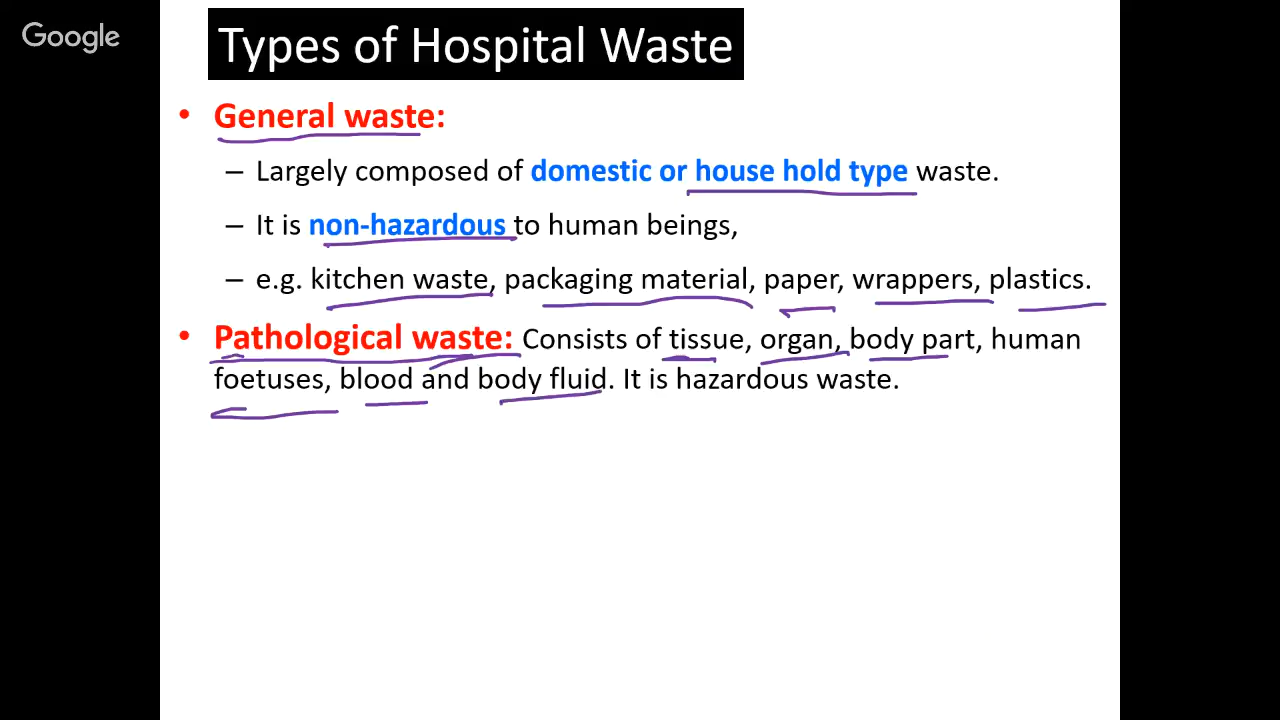 Google
Types of Hospital Waste
• General waste:
– Largely composed of domestic or house hold type waste.
– It is non-hazardous to human beings,
– e.g. kitchen waste, packaging material, paper, wrappers, plastics.
• Pathological waste: Consists of tissue, organ, body part, human
foetuses, blood and body fluid. It is hazardous waste.